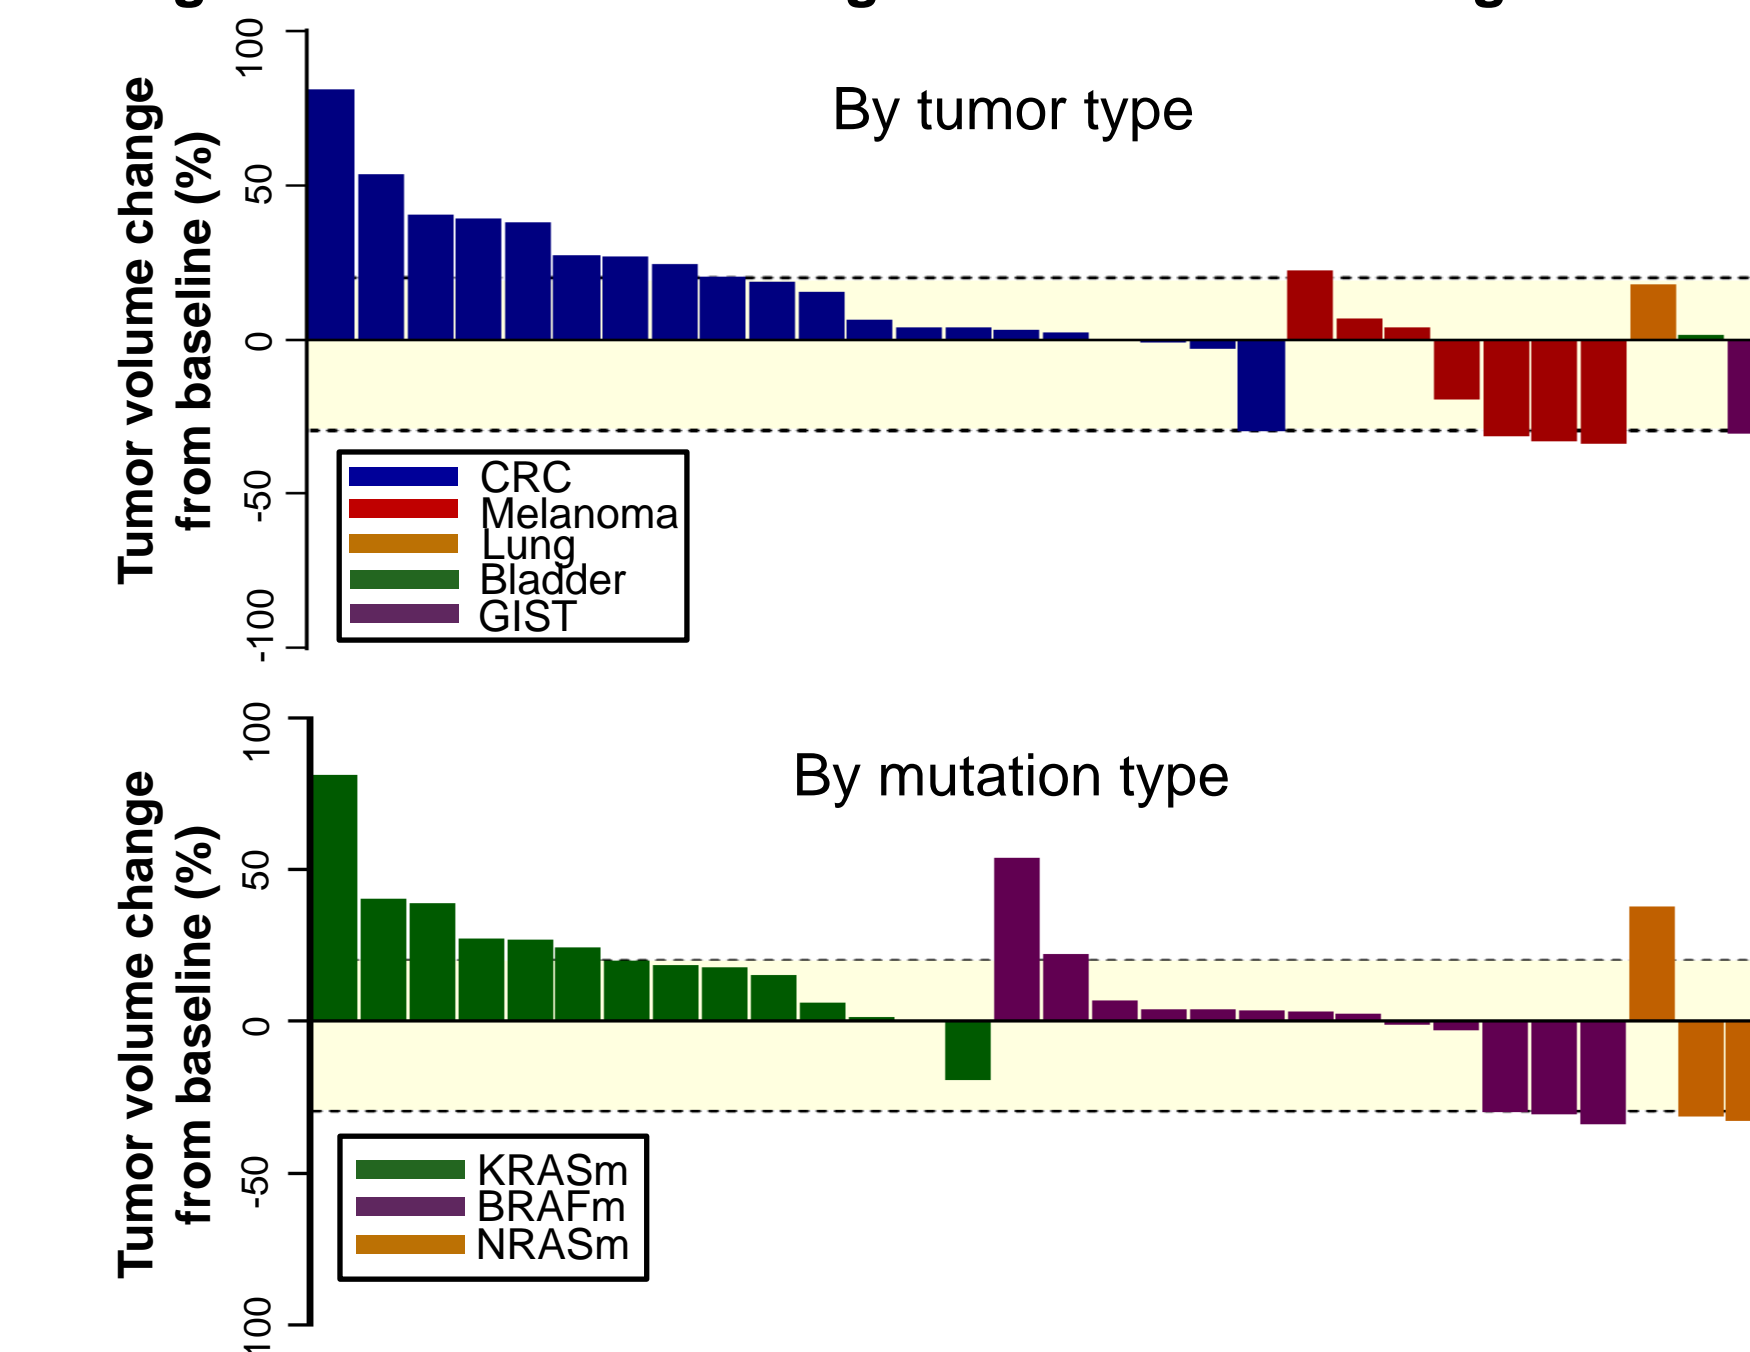 100
50
0
-50
-100
Tumor volume change
from baseline (%)
By tumor type
CRC
Melanoma
Lung
Bladder
GIST
100
50
0
-50
100
Tumor volume change
from baseline (%)
By mutation type
KRASm
BRAFm
NRASm